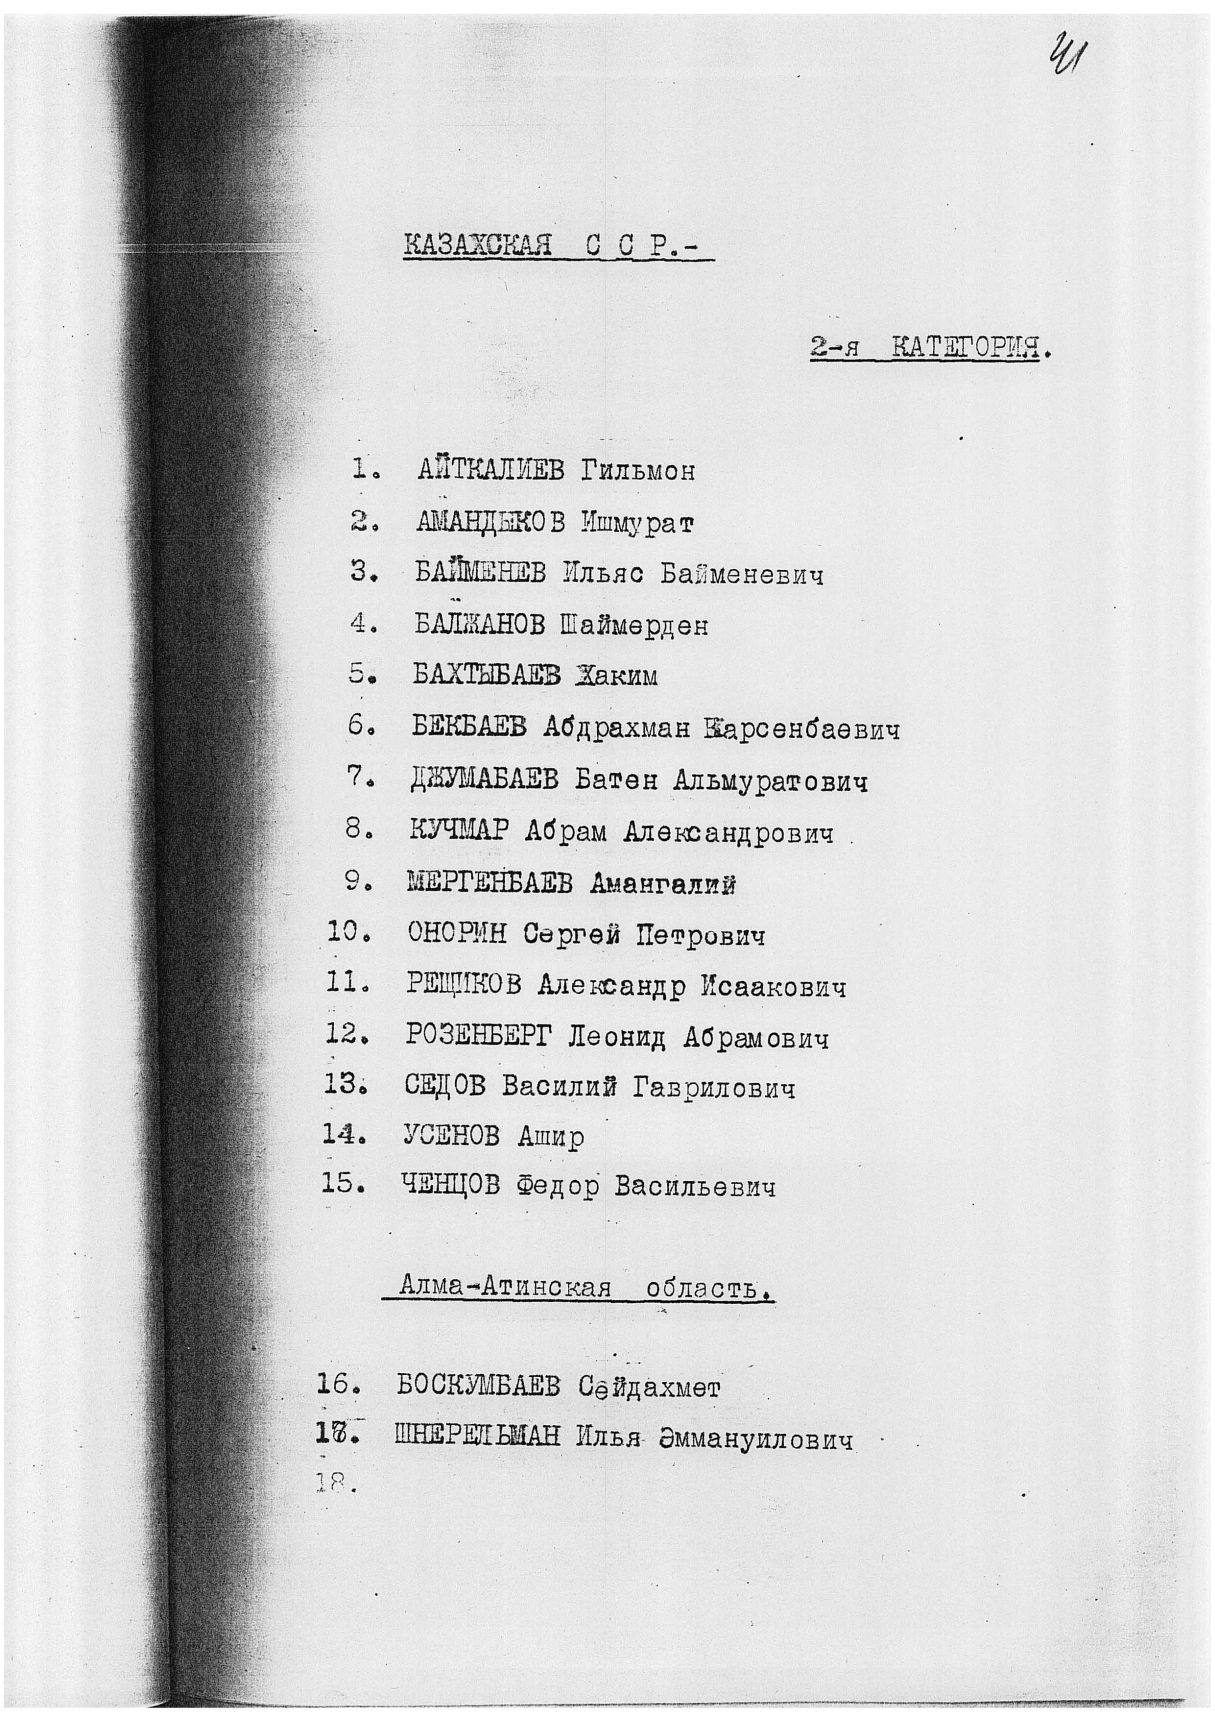 41
КАЗАХСКАЯ С С Р.-
2-я КАТЕГОРИЯ.
1. АЙТКАЛИЕВ Гильмон
2. АМАНДЫКОВ Ишмурат
3. БАЙМЕНЕВ Ильяс Байменевич
4. БАЛЖАНОВ Шаймерден
5. БАХТЫБАЕВ Хаким
6. БЕКБАЕВ Абдрахман Карсенбаевич
7. ДЖУМАБАЕВ Батен Альмуратович
8. КУЧМАР Абрам Александрович
9. МЕРГЕНБАЕВ Амангалий
10. ОНОРИН Сергей Петрович
11. РЕЩИКОВ Александр Исаакович
12. РОЗЕНБЕРГ Леонид Абрамович
13. СЕДОВ Василий Гаврилович
14. УСЕНОВ Ашир
15. ЧЕНЦОВ Федор Васильевич
Алма-Атинская область.
16. БОСКУМБАЕВ Сейдахмет
17. ШНЕРЕЛЬМАН Илья Эммануилович
18.